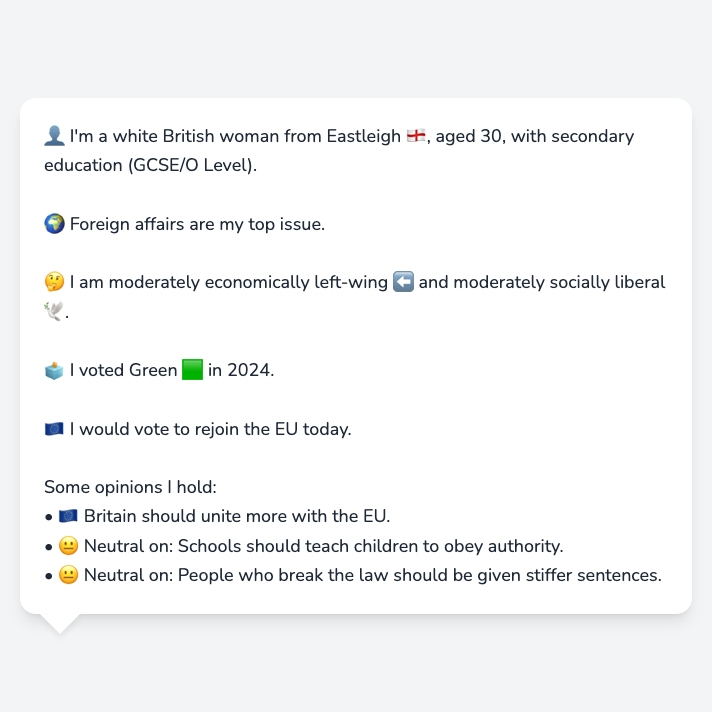 👤 I'm a white British woman from Eastleigh 🏴󠁧󠁢󠁥󠁮󠁧󠁿, aged 30, with secondary
education (GCSE/O Level).
🌍 Foreign affairs are my top issue.
🤔 I am moderately economically left-wing ⬅️ and moderately socially liberal
🕊️.
🗳️ I voted Green 🟩 in 2024.
🇪🇺 I would vote to rejoin the EU today.
Some opinions I hold:
• 🇪🇺 Britain should unite more with the EU.
• 😐 Neutral on: Schools should teach children to obey authority.
• 😐 Neutral on: People who break the law should be given stiffer sentences.